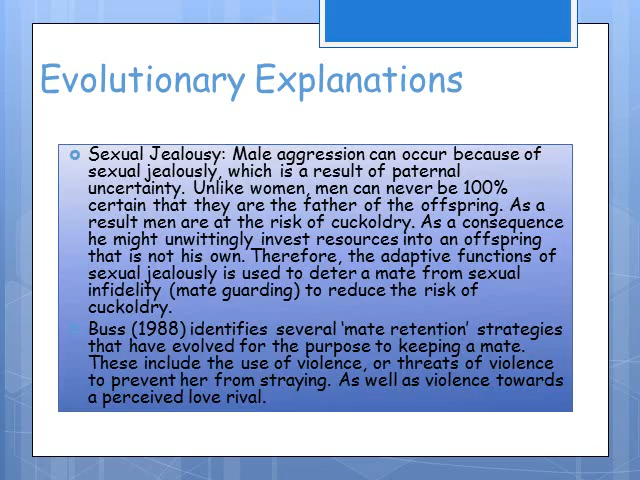 Evolutionary Explanations
Sexual Jealousy: Male aggression can occur because of
sexual jealously, which is a result of paternal
uncertainty. Unlike women, men can never be 100%
certain that they are the father of the offspring. As a
result men are at the risk of cuckoldry. As a consequence
he might unwittingly invest resources into an offspring
that is not his own. Therefore, the adaptive functions of
sexual jealously is used to deter a mate from sexual
infidelity (mate guarding) to reduce the risk of
cuckoldry.
Buss (1988) identifies several ‘mate retention’ strategies
that have evolved for the purpose to keeping a mate.
These include the use of violence, or threats of violence
to prevent her from straying. As well as violence towards
a perceived love rival.